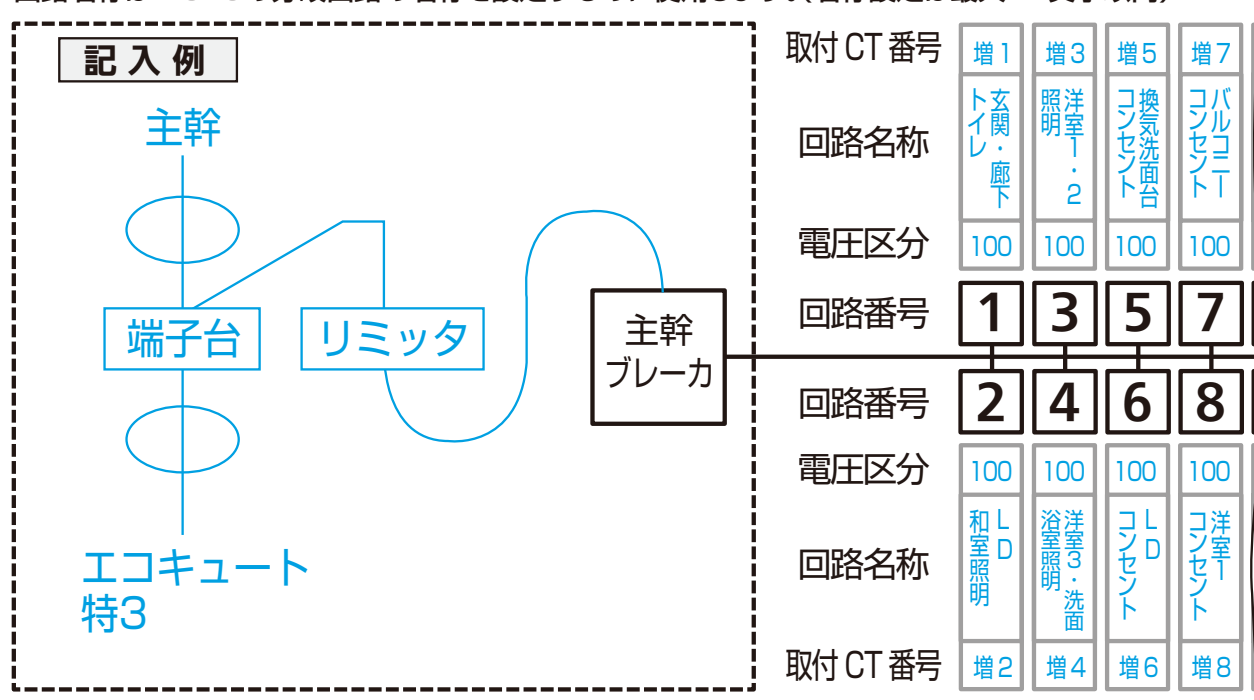 記入例
主幹
端子台
リミッタ
主幹
ブレーカ
エコキュート
特3
取付CT番号
増1
増3
増5
増7
回路名称
玄関・廊下
トイレ
洋室1・2
照明
換気洗面台
コンセント
バルコニー
コンセント
電圧区分
100
100
100
100
回路番号
1
3
5
7
回路番号
2
4
6
8
電圧区分
100
100
100
100
回路名称
LD
和室照明
洋室3・洗面
浴室照明
LD
コンセント
洋室1
コンセント
取付CT番号
増2
増4
増6
増8